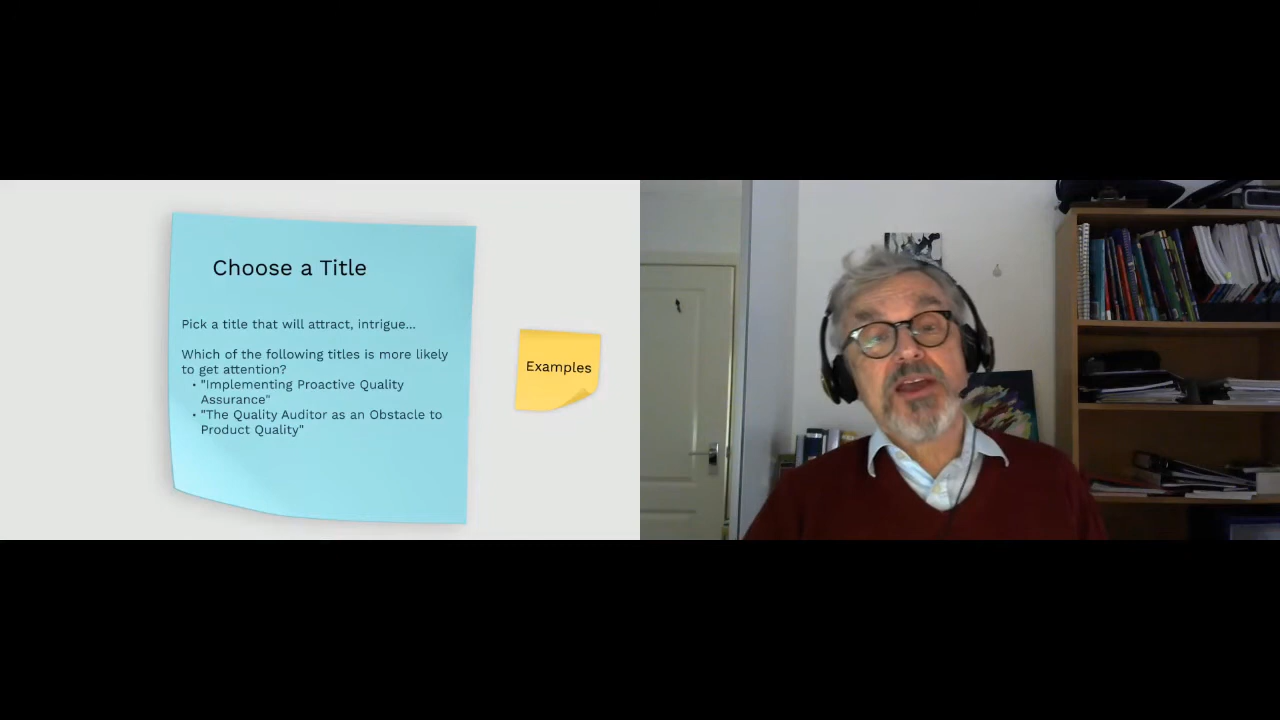 Choose a Title
Pick a title that will attract, intrigue...
Which of the following titles is more likely
to get attention?
• "Implementing Proactive Quality
Assurance"
• "The Quality Auditor as an Obstacle to
Product Quality"
Examples